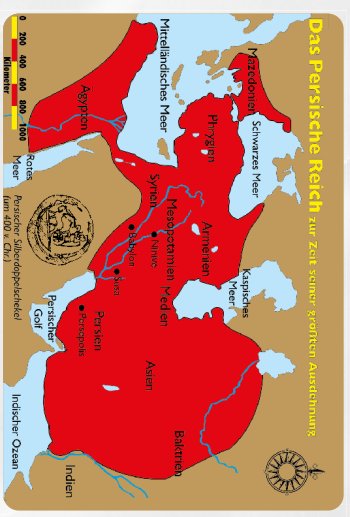 Das Persische Reich zur Zeit seiner größten Ausdehnung
Mazedonien
Schwarzes Meer
Kaspisches
Meer
Phrygien
Armenien
Mittelländisches Meer
Syrien
Mesopotamien
Medien
Ninive
Babylon
Susa
Asien
Baktrien
Ägypten
Persien
Persepolis
Indien
Rotes
Meer
Persischer
Golf
Indischer Ozean
Persischer Silberdoppelschekel
(um 400 v. Chr.)
0 200 400 600 800 1000
Kilometer